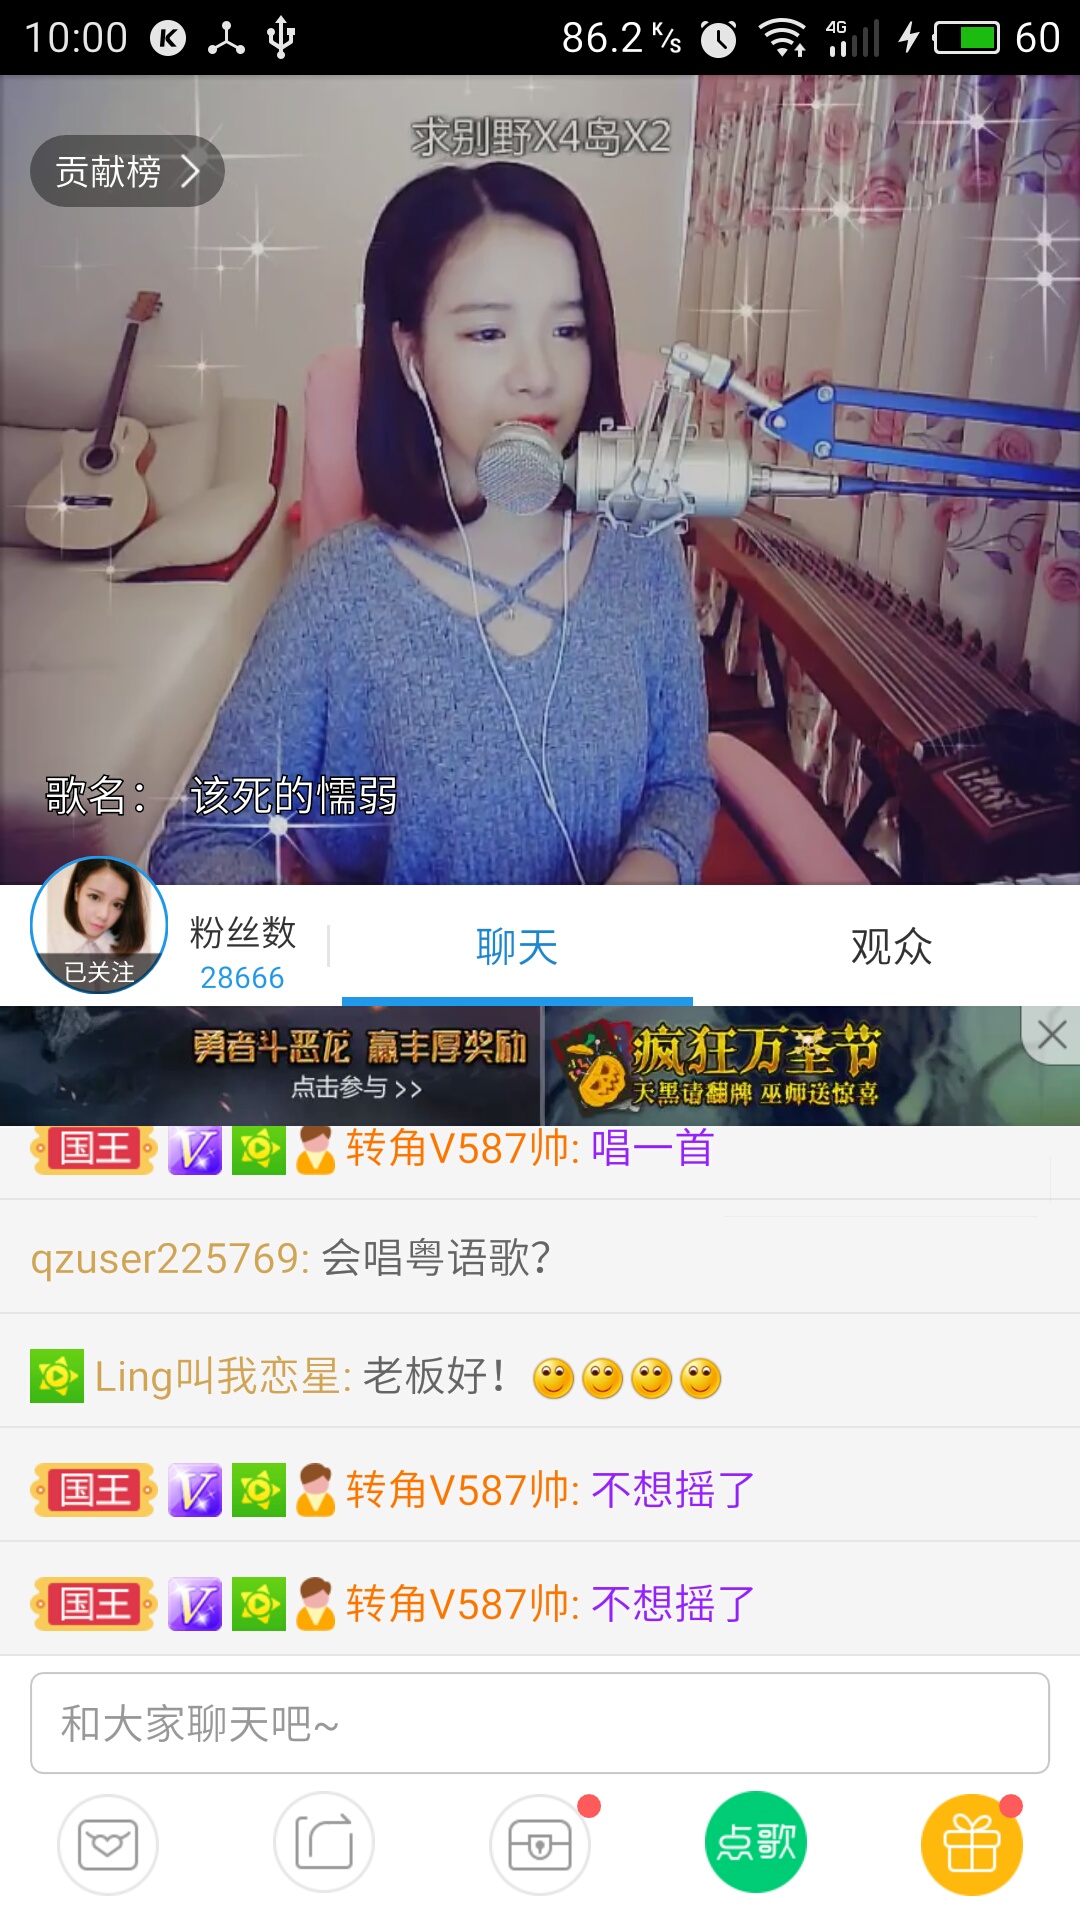 10:00
86.2 K/s
4G
60
求别野X4岛X2
贡献榜
歌名： 该死的懦弱
已关注
粉丝数
28666
聊天
观众
勇者斗恶龙 赢丰厚奖励
点击参与 >>
疯狂万圣节
天黑请翻牌 巫师送惊喜
国王 V 转角V587帅: 唱一首
qzuser225769: 会唱粤语歌?
Ling叫我恋星: 老板好!
国王 V 转角V587帅: 不想摇了
国王 V 转角V587帅: 不想摇了
和大家聊天吧~
点歌